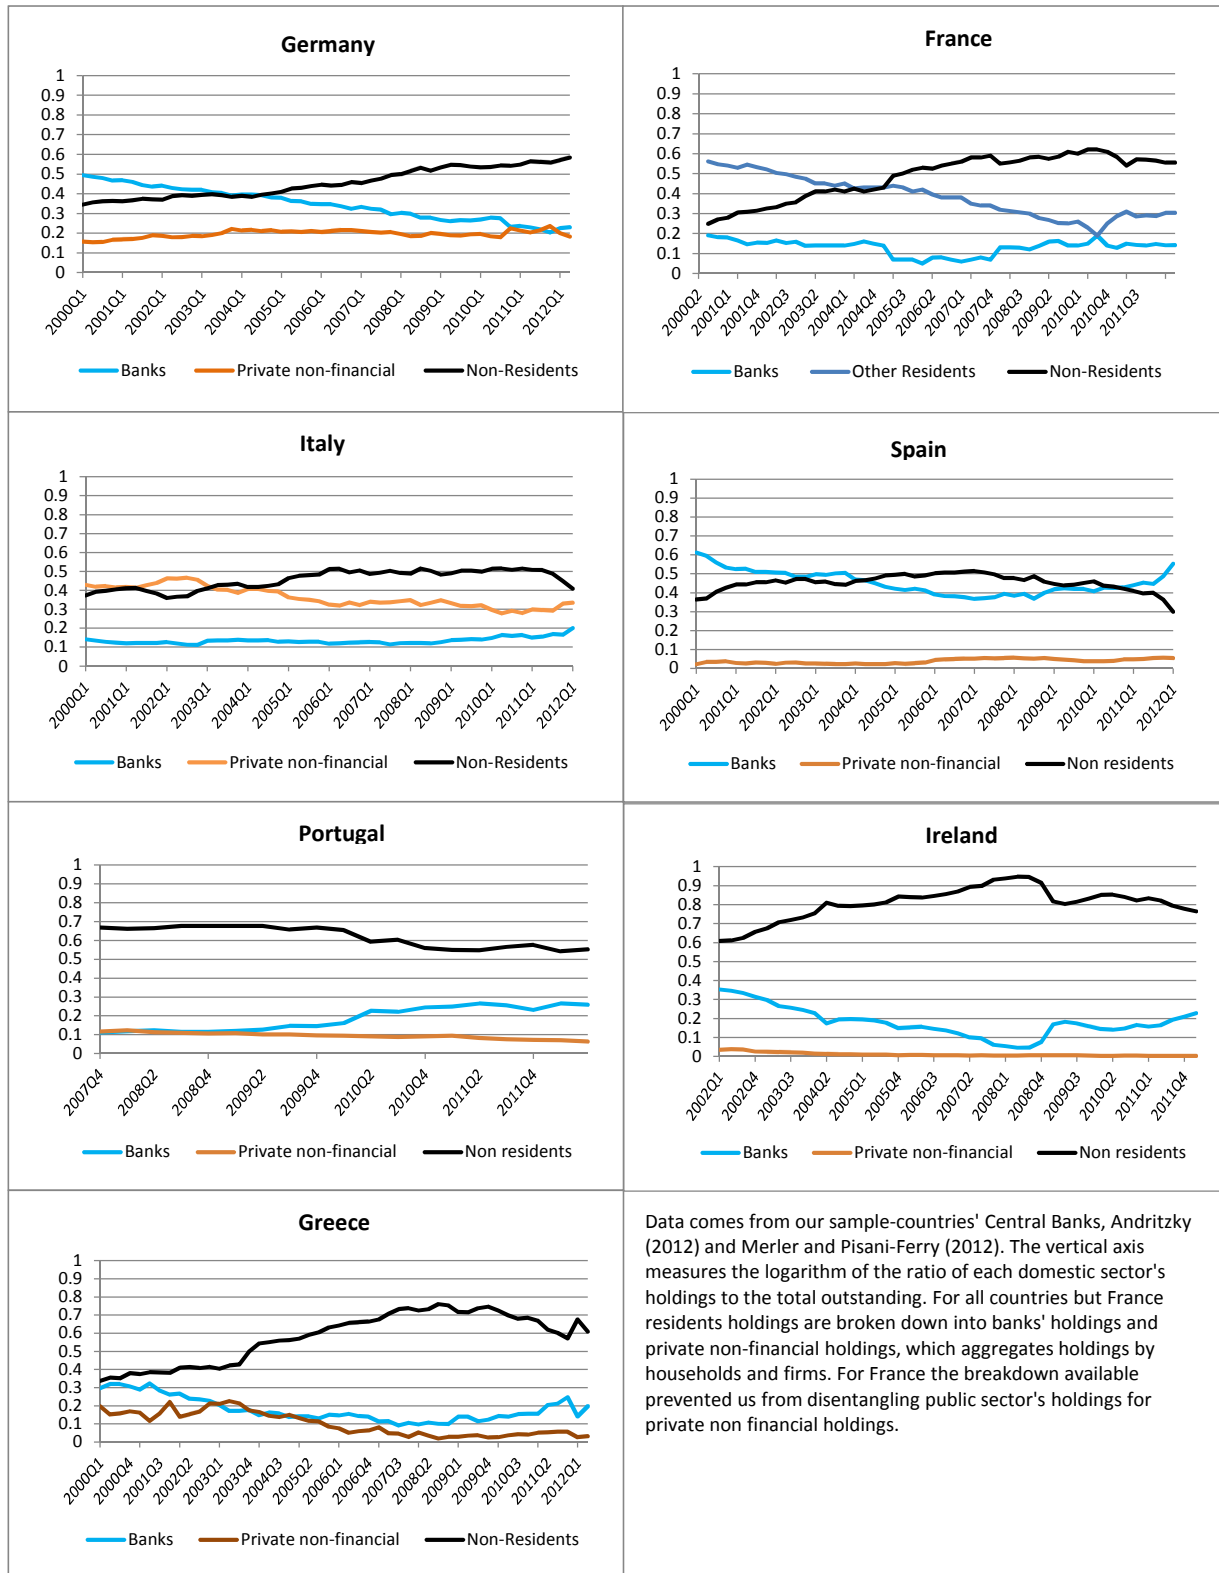 Germany
1
0.9
0.8
0.7
0.6
0.5
0.4
0.3
0.2
0.1
0
2000Q1
2001Q1
2002Q1
2003Q1
2004Q1
2005Q1
2006Q1
2007Q1
2008Q1
2009Q1
2010Q1
2011Q1
2012Q1
Banks Private non-financial Non-Residents
France
1
0.9
0.8
0.7
0.6
0.5
0.4
0.3
0.2
0.1
0
2000Q2
2001Q1
2001Q4
2002Q3
2003Q2
2004Q1
2004Q4
2005Q3
2006Q2
2007Q1
2007Q4
2008Q3
2009Q2
2010Q1
2010Q4
2011Q3
Banks Other Residents Non-Residents
Italy
1
0.9
0.8
0.7
0.6
0.5
0.4
0.3
0.2
0.1
0
2000Q1
2001Q1
2002Q1
2003Q1
2004Q1
2005Q1
2006Q1
2007Q1
2008Q1
2009Q1
2010Q1
2011Q1
2012Q1
Banks Private non-financial Non-Residents
Spain
1
0.9
0.8
0.7
0.6
0.5
0.4
0.3
0.2
0.1
0
2000Q1
2001Q1
2002Q1
2003Q1
2004Q1
2005Q1
2006Q1
2007Q1
2008Q1
2009Q1
2010Q1
2011Q1
2012Q1
Banks Private non-financial Non residents
Portugal
1
0.9
0.8
0.7
0.6
0.5
0.4
0.3
0.2
0.1
0
2007Q4
2008Q2
2008Q4
2009Q2
2009Q4
2010Q2
2010Q4
2011Q2
2011Q4
Banks Private non-financial Non residents
Ireland
1
0.9
0.8
0.7
0.6
0.5
0.4
0.3
0.2
0.1
0
2002Q1
2002Q4
2003Q3
2004Q2
2005Q1
2005Q4
2006Q3
2007Q2
2008Q1
2008Q4
2009Q3
2010Q2
2011Q1
2011Q4
Banks Private non-financial Non residents
Greece
1
0.9
0.8
0.7
0.6
0.5
0.4
0.3
0.2
0.1
0
2000Q1
2000Q4
2001Q3
2002Q2
2003Q1
2003Q4
2004Q3
2005Q2
2006Q1
2006Q4
2007Q3
2008Q2
2009Q1
2009Q4
2010Q3
2011Q2
2012Q1
Banks Private non-financial Non-Residents
Data comes from our sample-countries' Central Banks, Andritzky
(2012) and Merler and Pisani-Ferry (2012). The vertical axis
measures the logarithm of the ratio of each domestic sector's
holdings to the total outstanding. For all countries but France
residents holdings are broken down into banks' holdings and
private non-financial holdings, which aggregates holdings by
households and firms. For France the breakdown available
prevented us from disentangling public sector's holdings for
private non financial holdings.